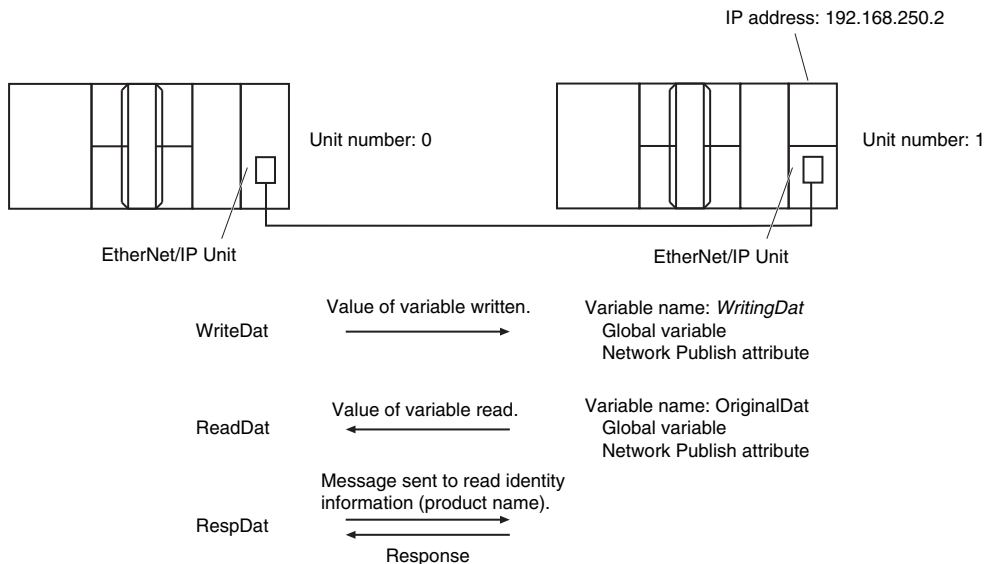 IP address: 192.168.250.2
Unit number: 0
Unit number: 1
EtherNet/IP Unit
EtherNet/IP Unit
Value of variable written.
Variable name: WritingDat
WriteDat
Global variable
Network Publish attribute
Value of variable read.
Variable name: OriginalDat
ReadDat
Global variable
Network Publish attribute
Message sent to read identity
information (product name).
RespDat
Response